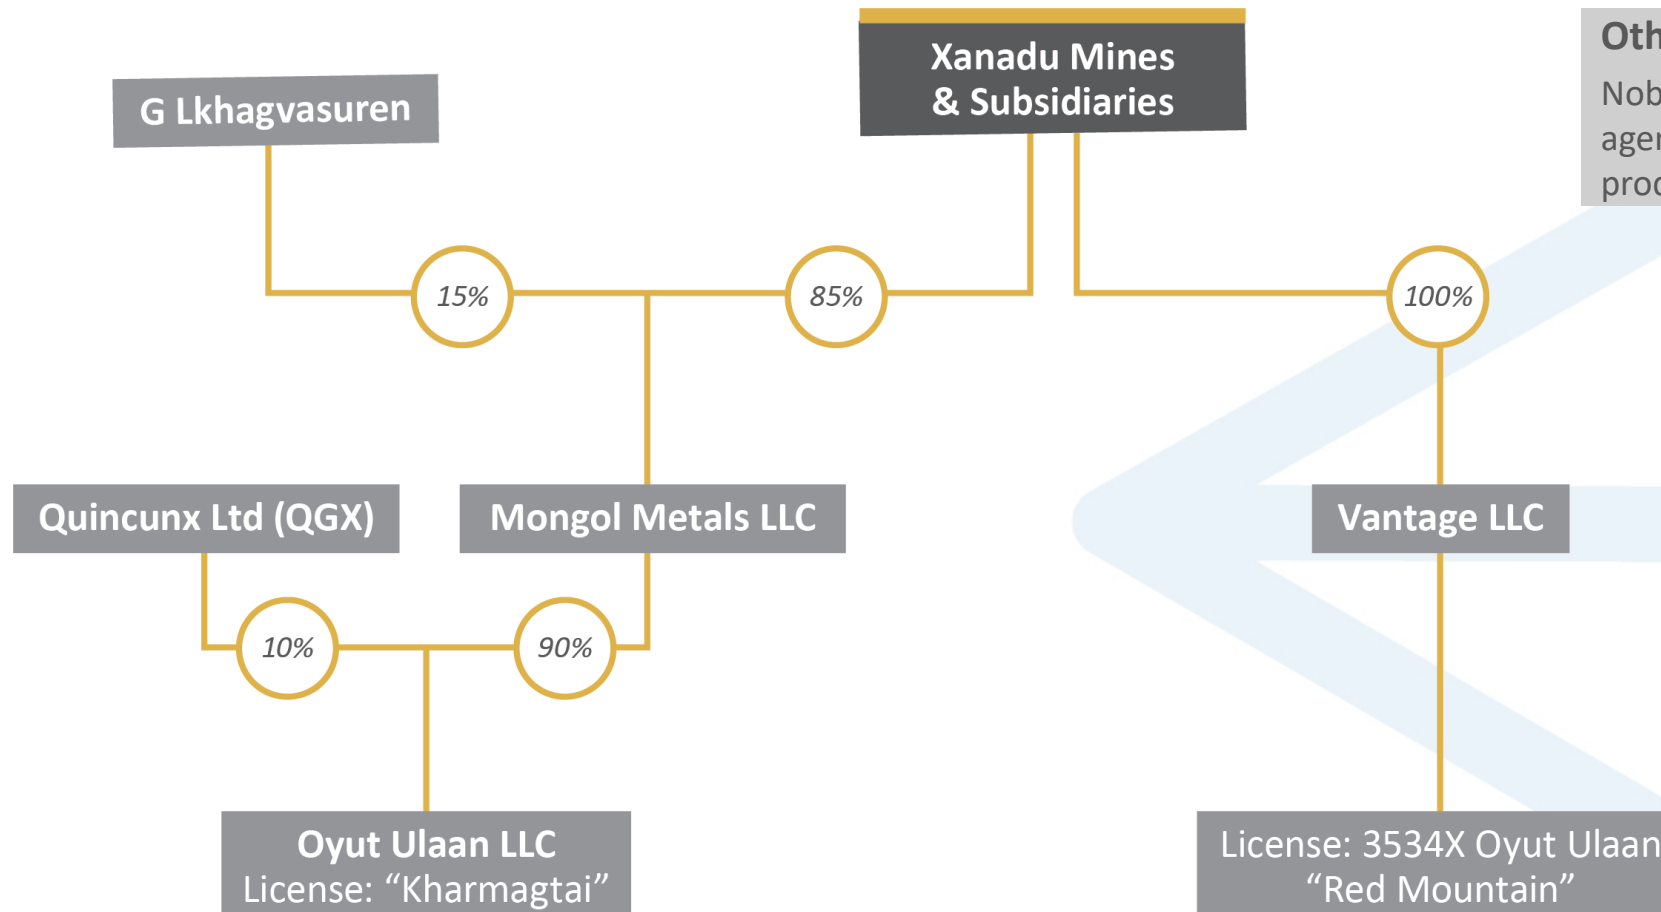 Xanadu Mines
& Subsidiaries
G Lkhagvasuren
15%
85%
100%
Quincunx Ltd (QGX)
Mongol Metals LLC
Vantage LLC
10%
90%
Oyut Ulaan LLC
License: “Kharmagtai”
License: 3534X Oyut Ulaan
“Red Mountain”